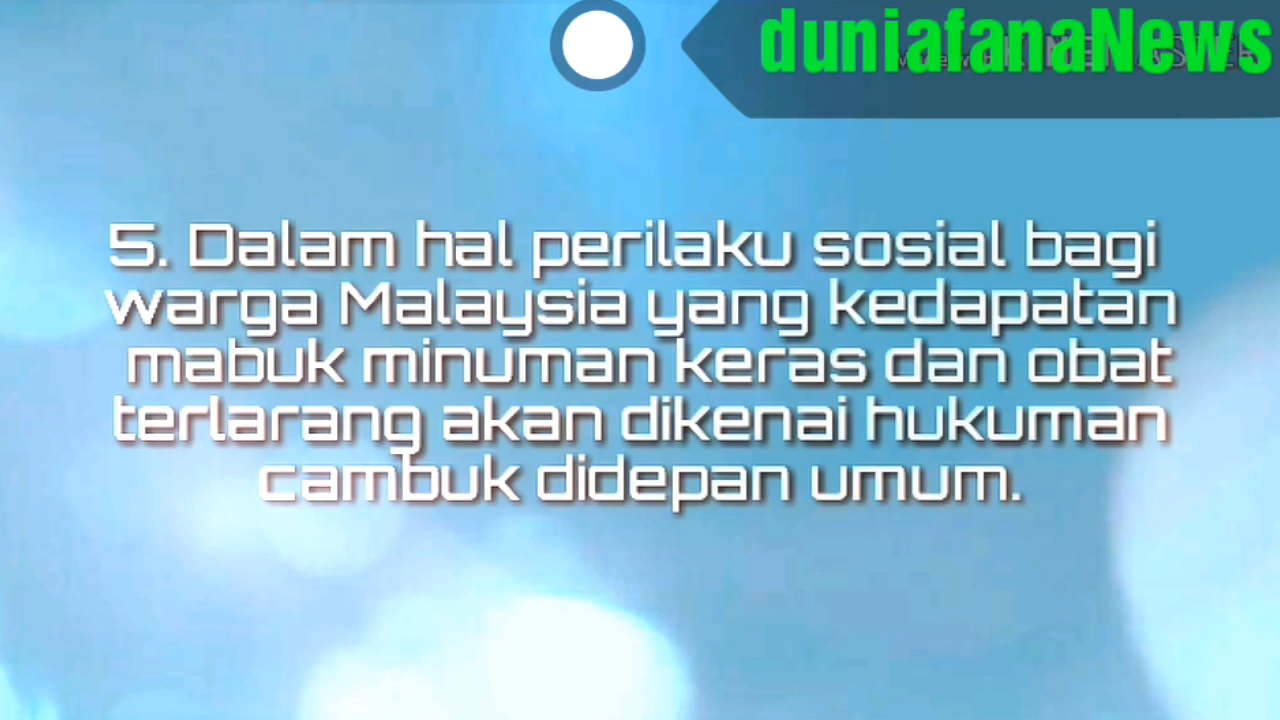 duniafanaNews
5. Dalam hal perilaku sosial bagi
warga Malaysia yang kedapatan
mabuk minuman keras dan obat
terlarang akan dikenai hukuman
cambuk didepan umum.